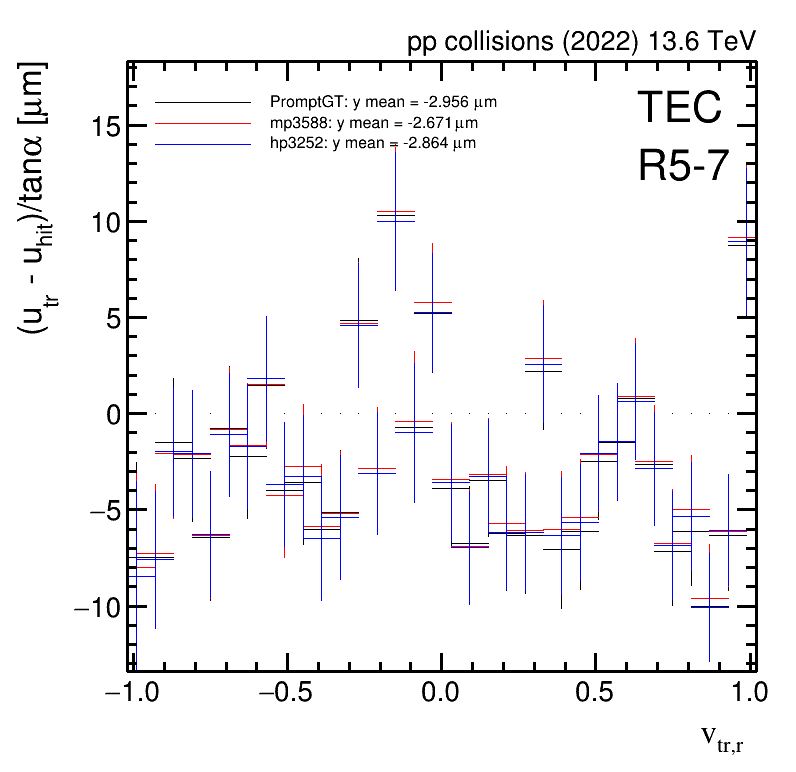 pp collisions (2022) 13.6 TeV
(u_tr - u_hit)/tanα [μm]
PromptGT: y mean = -2.956 μm
mp3588: y mean = -2.671 μm
hp3252: y mean = -2.864 μm
TEC
R5-7
15
10
5
0
−5
−10
−1.0 −0.5 0.0 0.5 1.0
v_tr,r